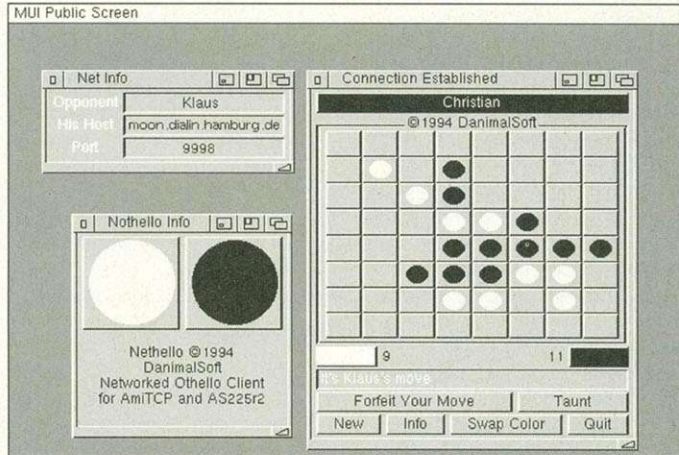 MUI Public Screen
Net Info
Opponent
Klaus
His Host
moon.dialin.hamburg.de
Port
9998
Nothello Info
Nethello ©1994
DanimalSoft
Networked Othello Client
for AmiTCP and AS225r2
Connection Established
Christian
©1994 DanimalSoft
9
11
It's Klaus's move
Forfeit Your Move
Taunt
New
Info
Swap Color
Quit